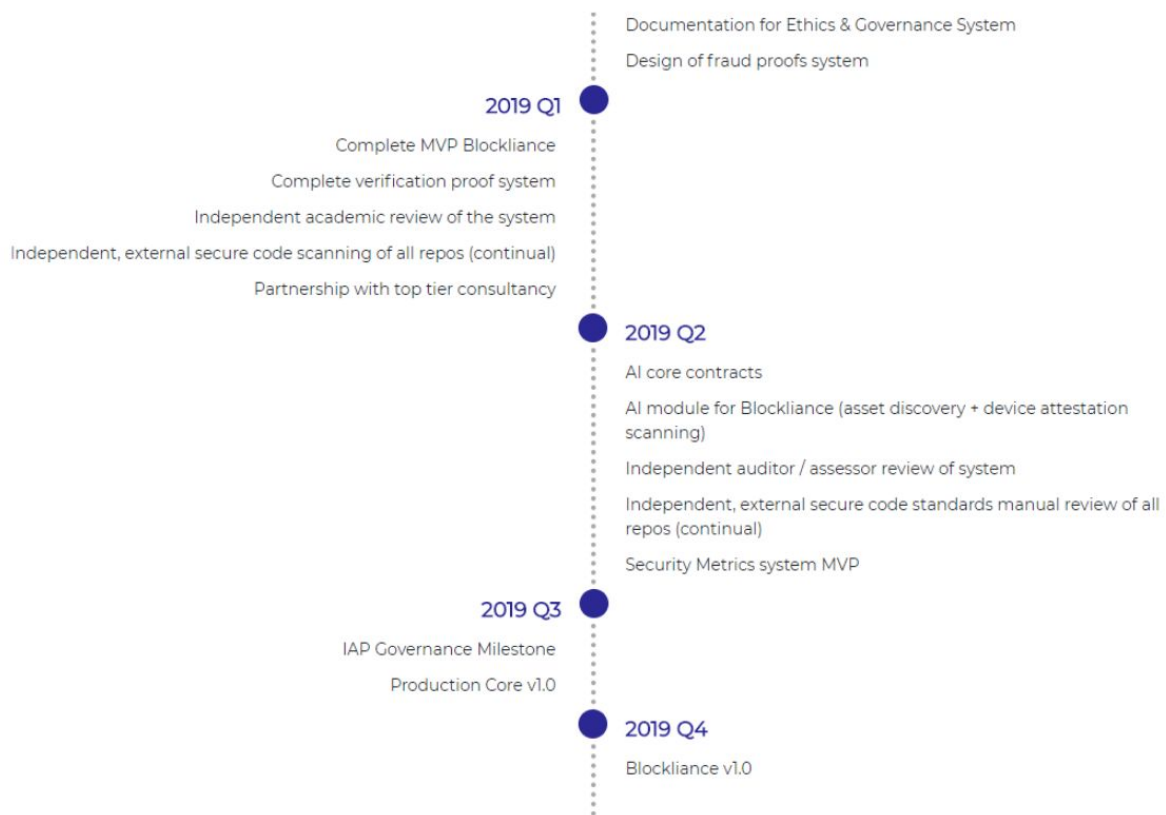 Documentation for Ethics & Governance System
Design of fraud proofs system
2019 Q1
Complete MVP Blockliance
Complete verification proof system
Independent academic review of the system
Independent, external secure code scanning of all repos (continual)
Partnership with top tier consultancy
2019 Q2
AI core contracts
AI module for Blockliance (asset discovery + device attestation
scanning)
Independent auditor / assessor review of system
Independent, external secure code standards manual review of all
repos (continual)
Security Metrics system MVP
2019 Q3
IAP Governance Milestone
Production Core v1.0
2019 Q4
Blockliance v1.0